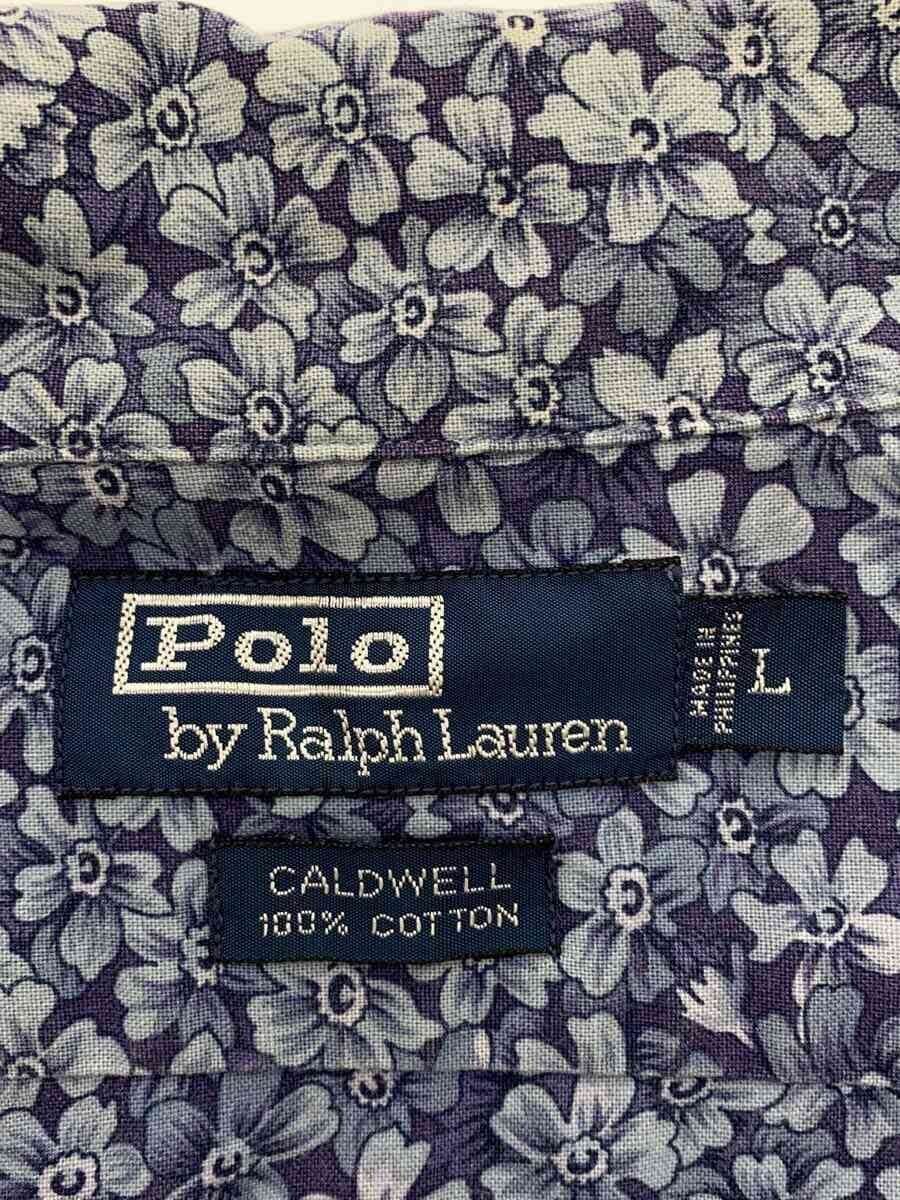 Polo
by Ralph Lauren
MADE IN
PHILIPPINES
L
CALDWELL
100% COTTON